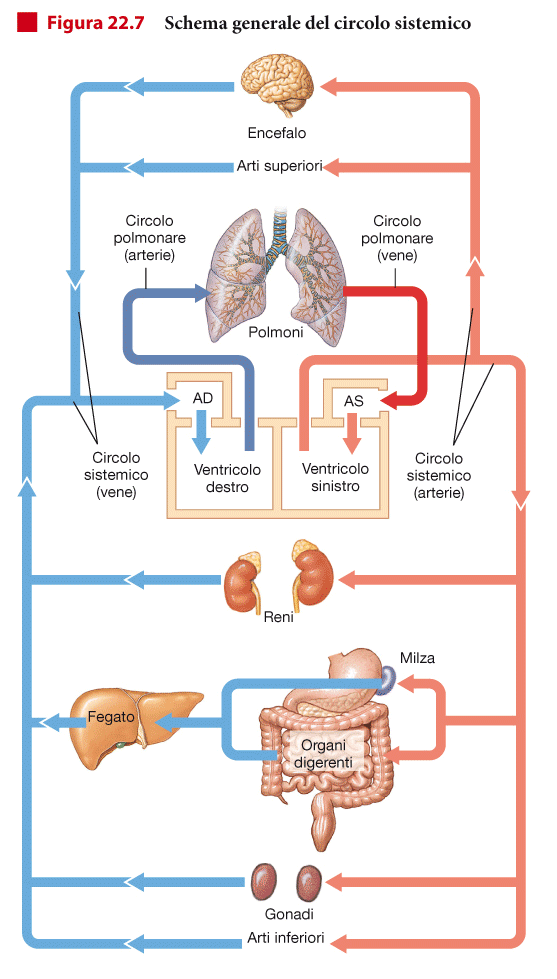 Figura 22.7 Schema generale del circolo sistemico
Encefalo
Arti superiori
Circolo
polmonare
(arterie)
Circolo
polmonare
(vene)
Polmoni
AD
AS
Ventricolo
destro
Ventricolo
sinistro
Circolo
sistemico
(vene)
Circolo
sistemico
(arterie)
Reni
Milza
Fegato
Organi
digerenti
Gonadi
Arti inferiori